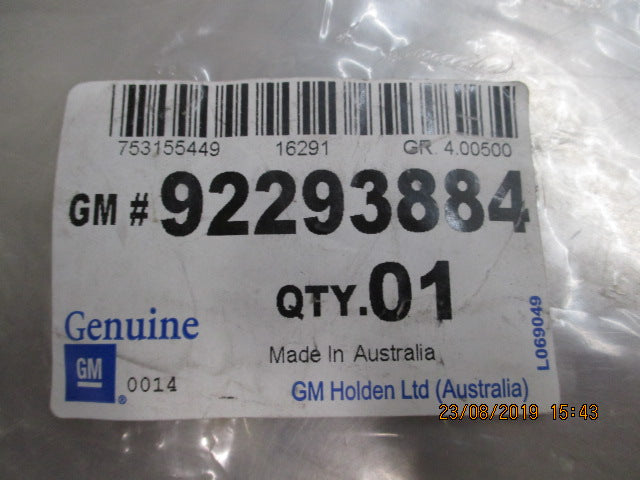 753155449 16291 GR. 4.00500
GM # 92293884
QTY. 01
Genuine
GM
®
0014
Made In Australia
GM Holden Ltd (Australia)
L069049
23/08/2019 15:43